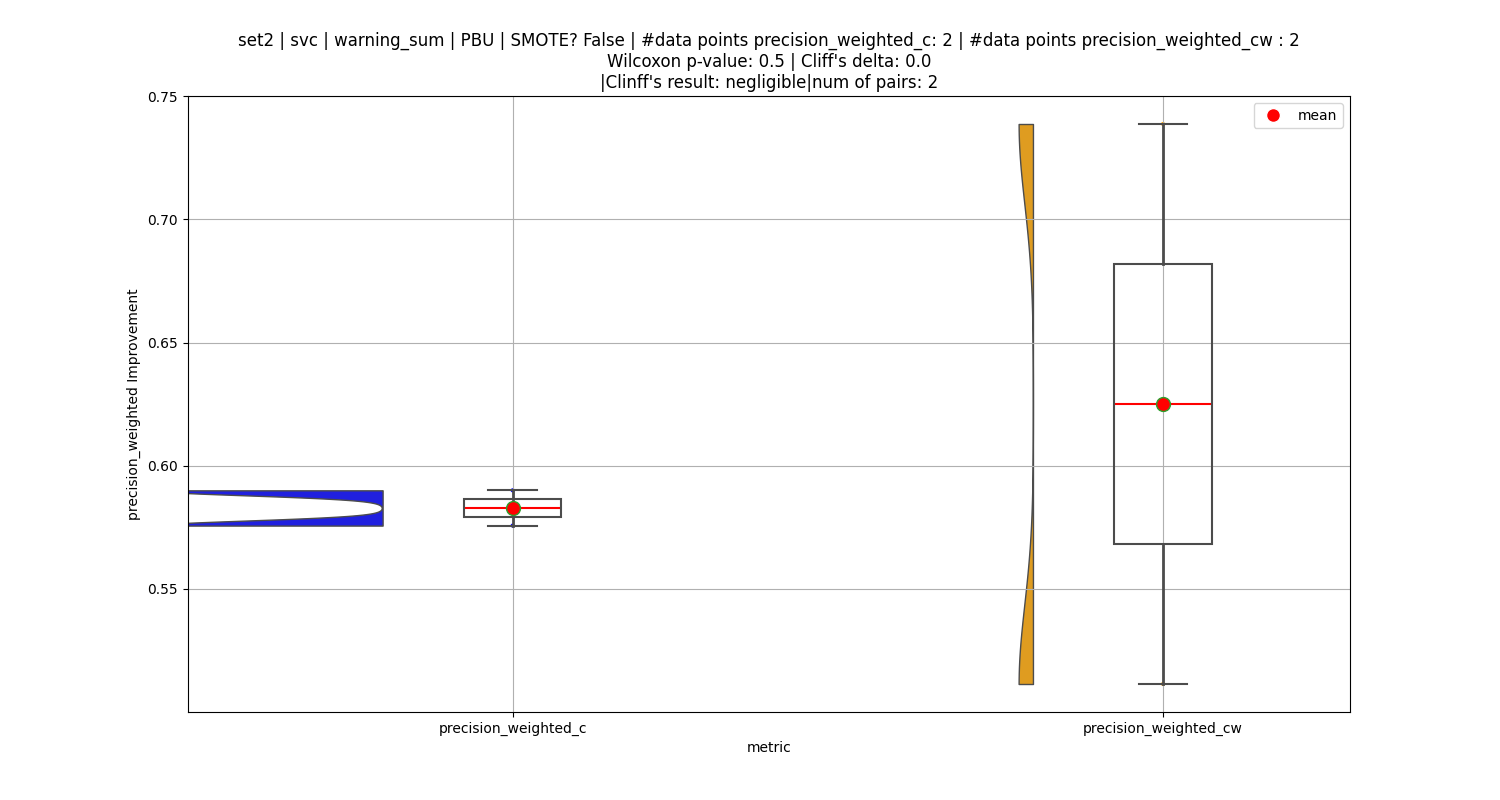 set2 | svc | warning_sum | PBU | SMOTE? False | #data points precision_weighted_c: 2 | #data points precision_weighted_cw : 2
Wilcoxon p-value: 0.5 | Cliff's delta: 0.0
|Clinff's result: negligible|num of pairs: 2
mean
0.75
0.70
0.65
0.60
0.55
precision_weighted Improvement
precision_weighted_c
precision_weighted_cw
metric